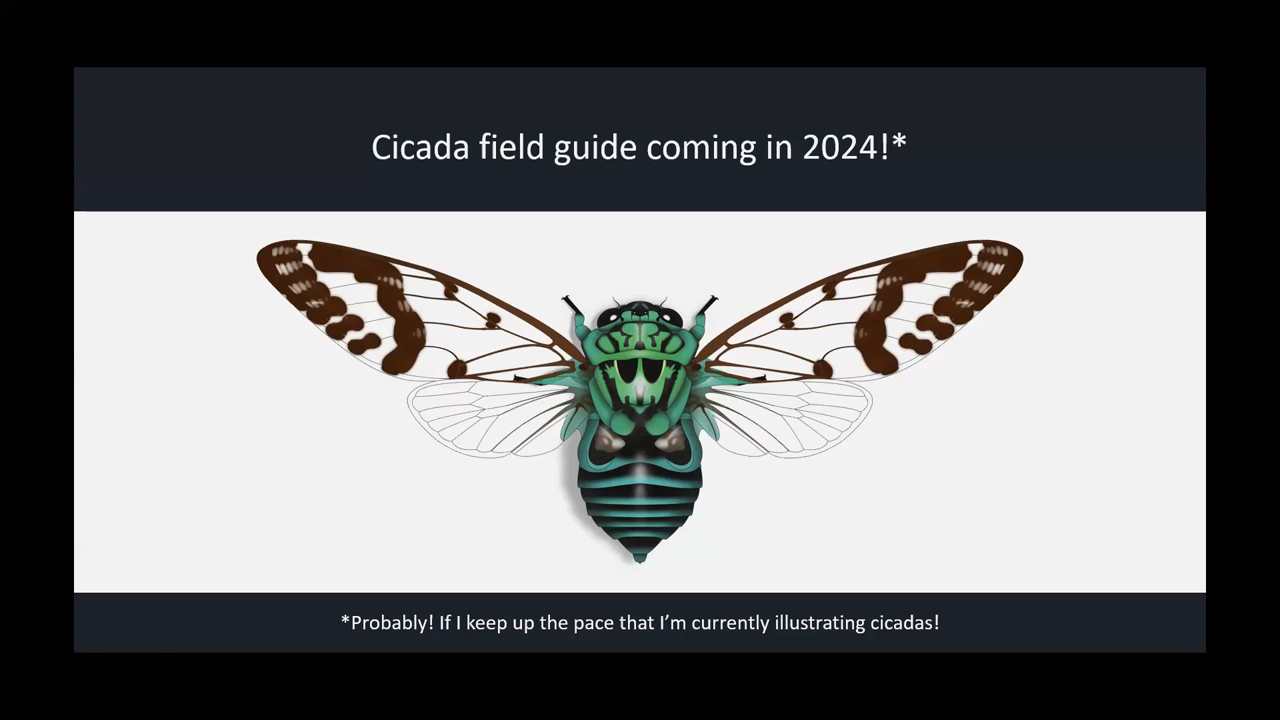 Cicada field guide coming in 2024!*
*Probably! If I keep up the pace that I’m currently illustrating cicadas!